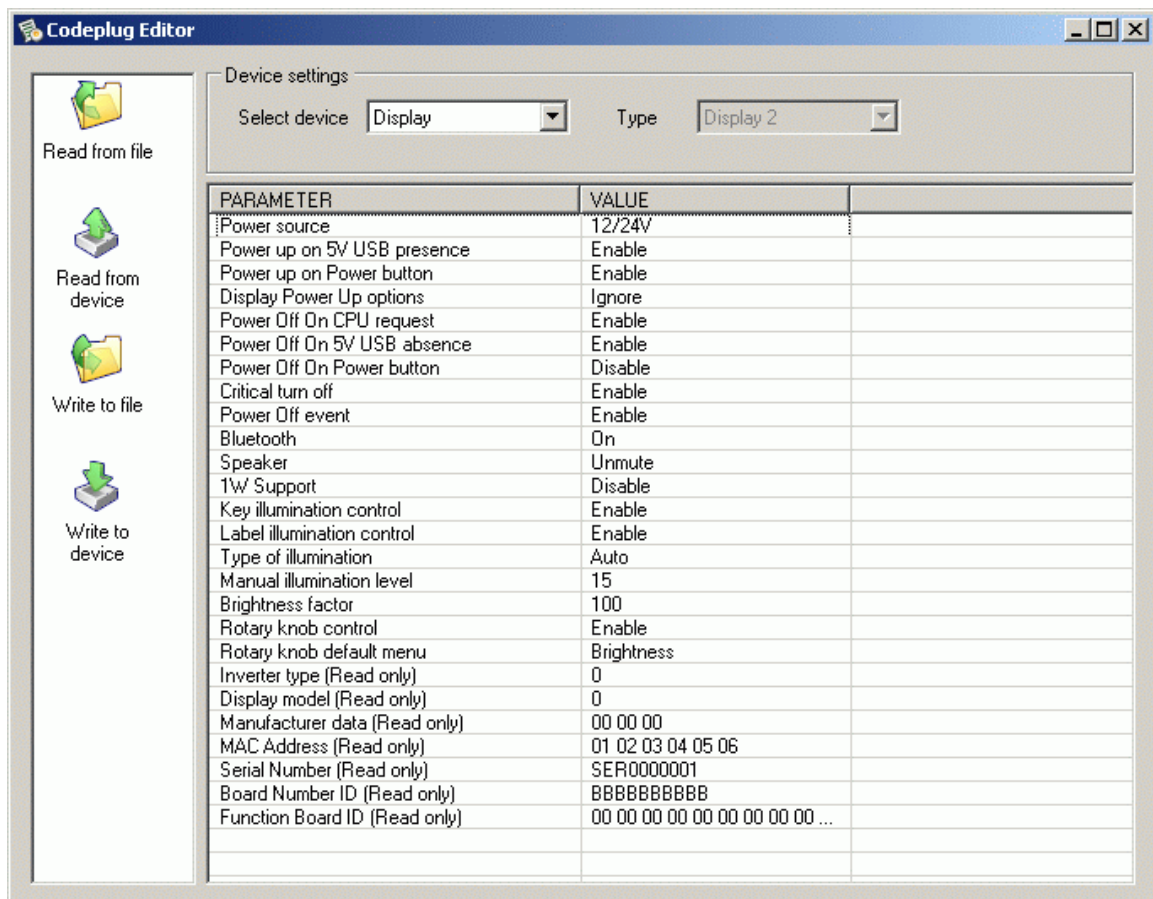 Codeplug Editor
Read from file
Read from
device
Write to file
Write to
device
Device settings
Select device Display Type Display 2
PARAMETER VALUE
Power source 12/24V
Power up on 5V USB presence Enable
Power up on Power button Enable
Display Power Up options Ignore
Power Off On CPU request Enable
Power Off On 5V USB absence Enable
Power Off On Power button Disable
Critical turn off Enable
Power Off event Enable
Bluetooth On
Speaker Unmute
1W Support Disable
Key illumination control Enable
Label illumination control Enable
Type of illumination Auto
Manual illumination level 15
Brightness factor 100
Rotary knob control Enable
Rotary knob default menu Brightness
Inverter type (Read only) 0
Display model (Read only) 0
Manufacturer data (Read only) 00 00 00
MAC Address (Read only) 01 02 03 04 05 06
Serial Number (Read only) SER0000001
Board Number ID (Read only) BBBBBBBBBB
Function Board ID (Read only) 00 00 00 00 00 00 00 00 00 ...